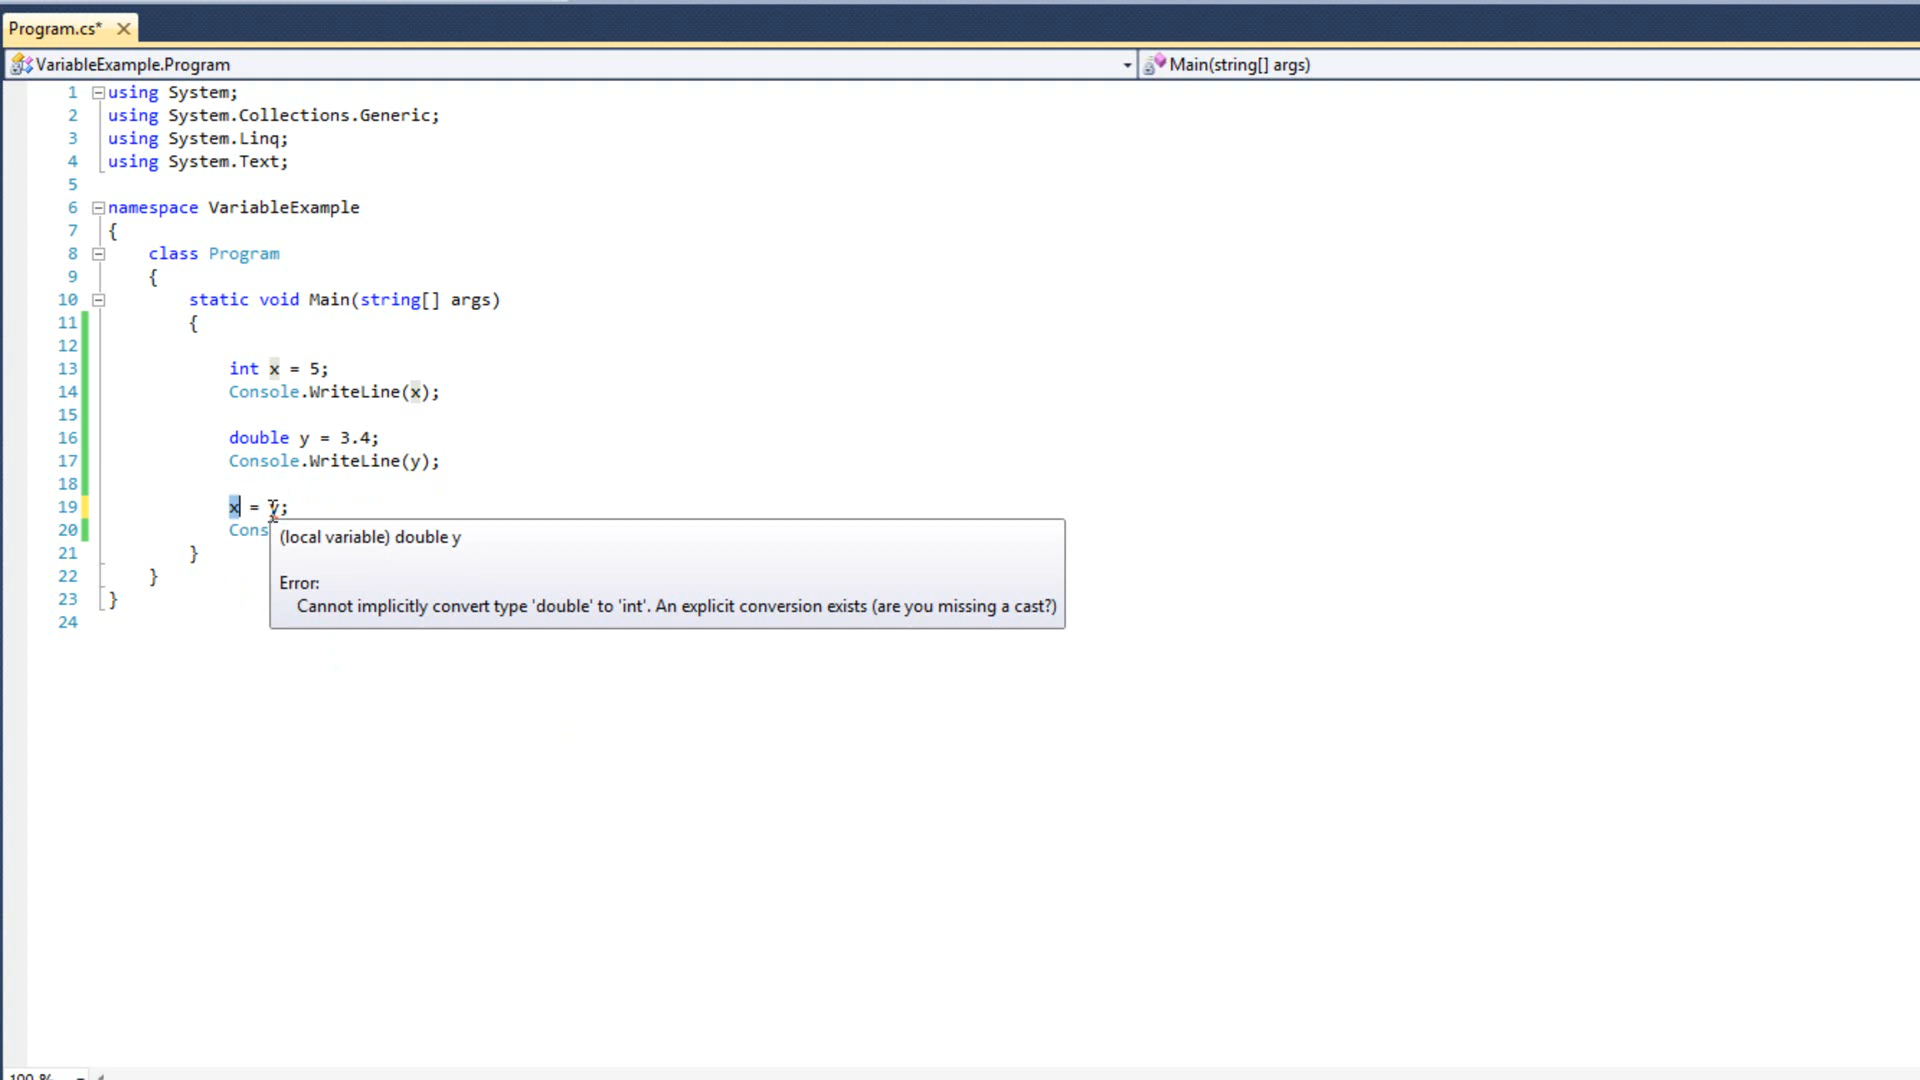 Program.cs*
VariableExample.Program
Main(string[] args)
1 using System;
2 using System.Collections.Generic;
3 using System.Linq;
4 using System.Text;
5
6 namespace VariableExample
7 {
8 class Program
9 {
10 static void Main(string[] args)
11 {
12
13 int x = 5;
14 Console.WriteLine(x);
15
16 double y = 3.4;
17 Console.WriteLine(y);
18
19 x = y;
20 Cons
(local variable) double y
21 }
22 }
Error:
23 }
Cannot implicitly convert type 'double' to 'int'. An explicit conversion exists (are you missing a cast?)
24
100 %